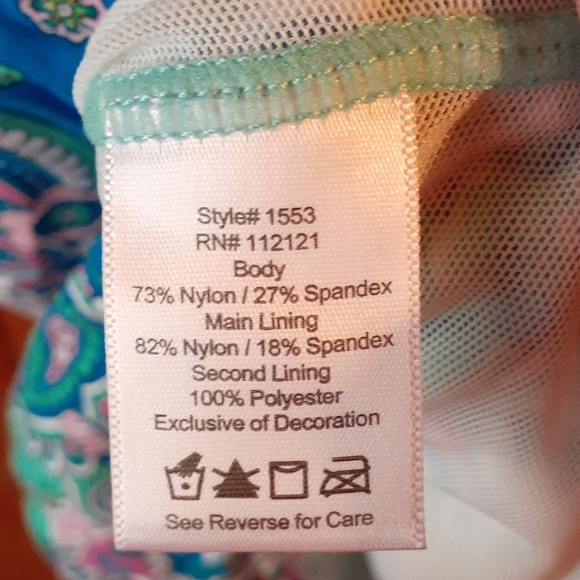 Style# 1553
RN# 112121
Body
73% Nylon / 27% Spandex
Main Lining
82% Nylon / 18% Spandex
Second Lining
100% Polyester
Exclusive of Decoration
See Reverse for Care